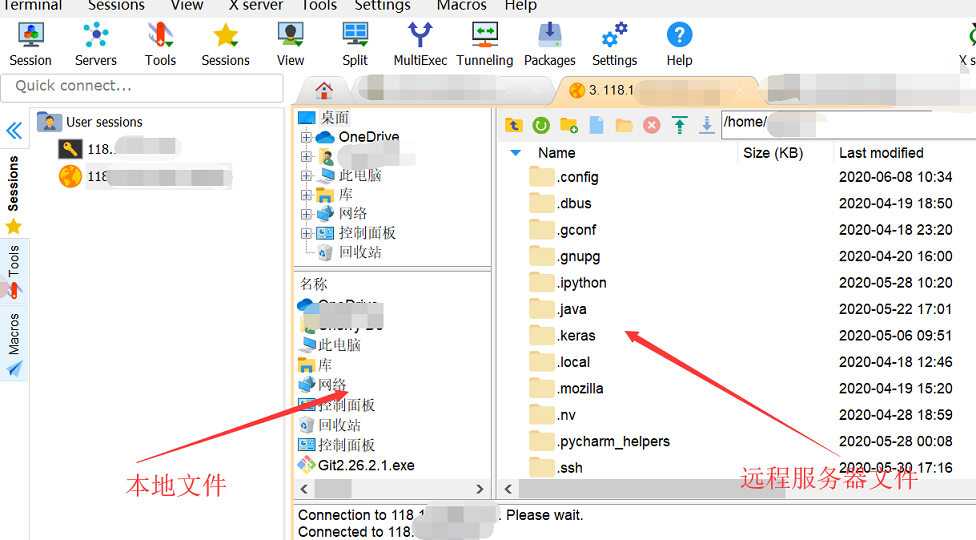 Terminal Sessions View X server Tools Settings Macros Help
Session Servers Tools Sessions View Split MultiExec Tunneling Packages Settings Help X s
Quick connect...
3. 118.1
User sessions
118.
118
Sessions
Tools
Macros
桌面
OneDrive
此电脑
库
网络
控制面板
回收站
名称
OneDrive
此电脑
库
网络
控制面板
回收站
控制面板
Git2.26.2.1.exe
/home/
Name Size (KB) Last modified
.config 2020-06-08 10:34
.dbus 2020-04-19 18:50
.gconf 2020-04-18 23:20
.gnupg 2020-04-20 16:00
.ipython 2020-05-28 10:20
.java 2020-05-22 17:01
.keras 2020-05-06 09:51
.local 2020-04-18 12:46
.mozilla 2020-04-19 15:20
.nv 2020-04-28 18:59
.pycharm_helpers 2020-05-28 00:08
.ssh 2020-05-30 17:16
本地文件
远程服务器文件
Connection to 118.1 . Please wait.
Connected to 118.